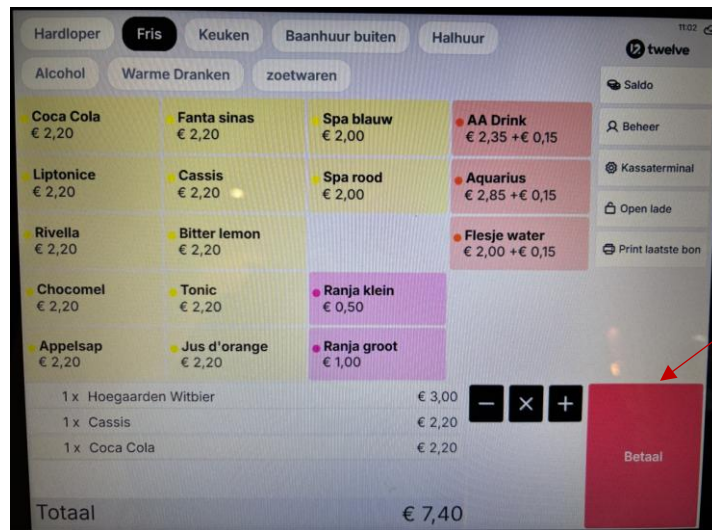 11:02
Hardloper Fris Keuken Baanhuur buiten Halhuur
twelve
Alcohol Warme Dranken zoetwaren
Saldo
Coca Cola Fanta sinas Spa blauw AA Drink
€ 2,20 € 2,20 € 2,00 € 2,35 +€ 0,15
Beheer
Liptonice Cassis Spa rood Aquarius
€ 2,20 € 2,20 € 2,00 € 2,85 +€ 0,15
Kassaterminal
Open lade
Rivella Bitter lemon Flesje water
€ 2,20 € 2,20 € 2,00 +€ 0,15
Print laatste bon
Chocomel Tonic Ranja klein
€ 2,20 € 2,20 € 0,50
Appelsap Jus d'orange Ranja groot
€ 2,20 € 2,20 € 1,00
1 x Hoegaarden Witbier € 3,00
1 x Cassis € 2,20
1 x Coca Cola € 2,20
Betaal
Totaal € 7,40